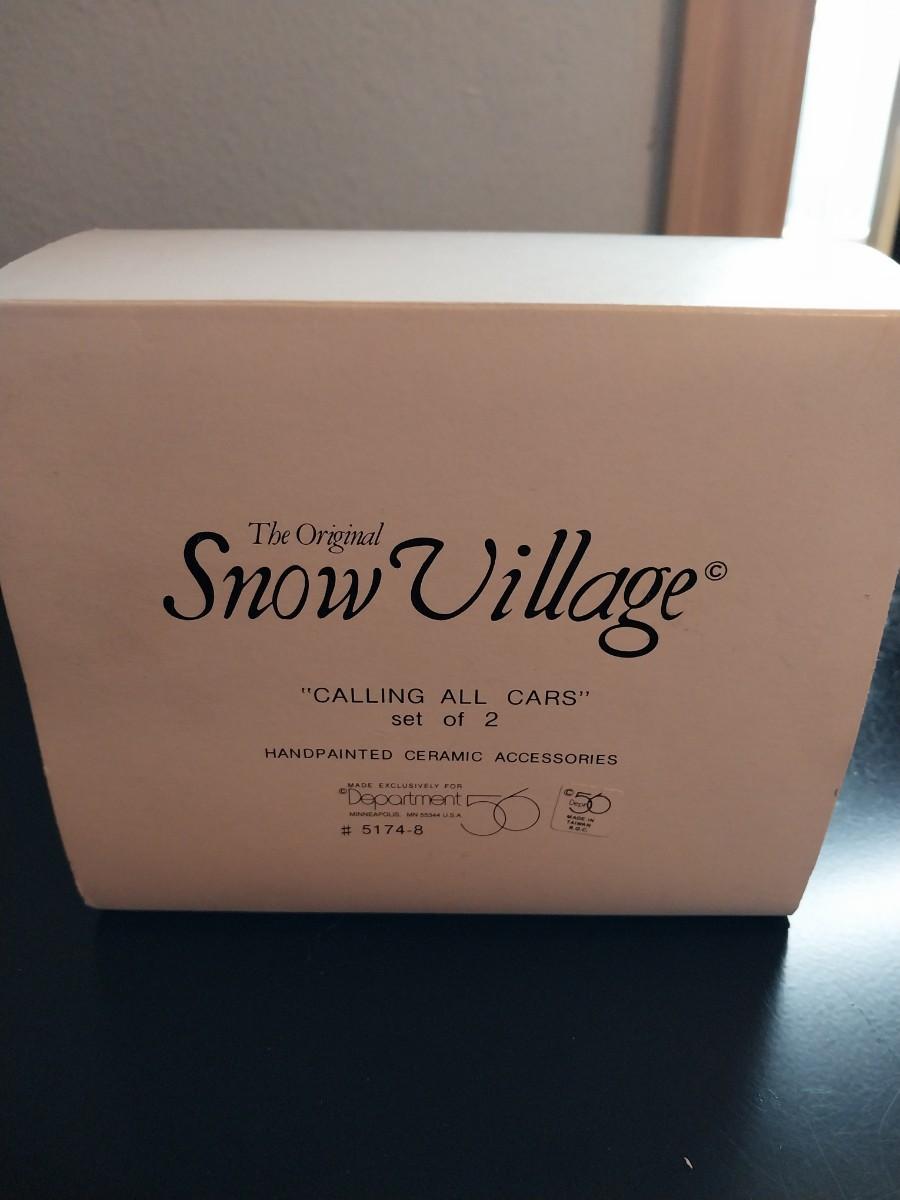 The Original
Snow Village©
"CALLING ALL CARS"
set of 2
HANDPAINTED CERAMIC ACCESSORIES
MADE EXCLUSIVELY FOR
©Department 56
MINNEAPOLIS, MN 55344 U.S.A
# 5174-8
©56
Dept
MADE IN
TAIWAN
R.O.C.